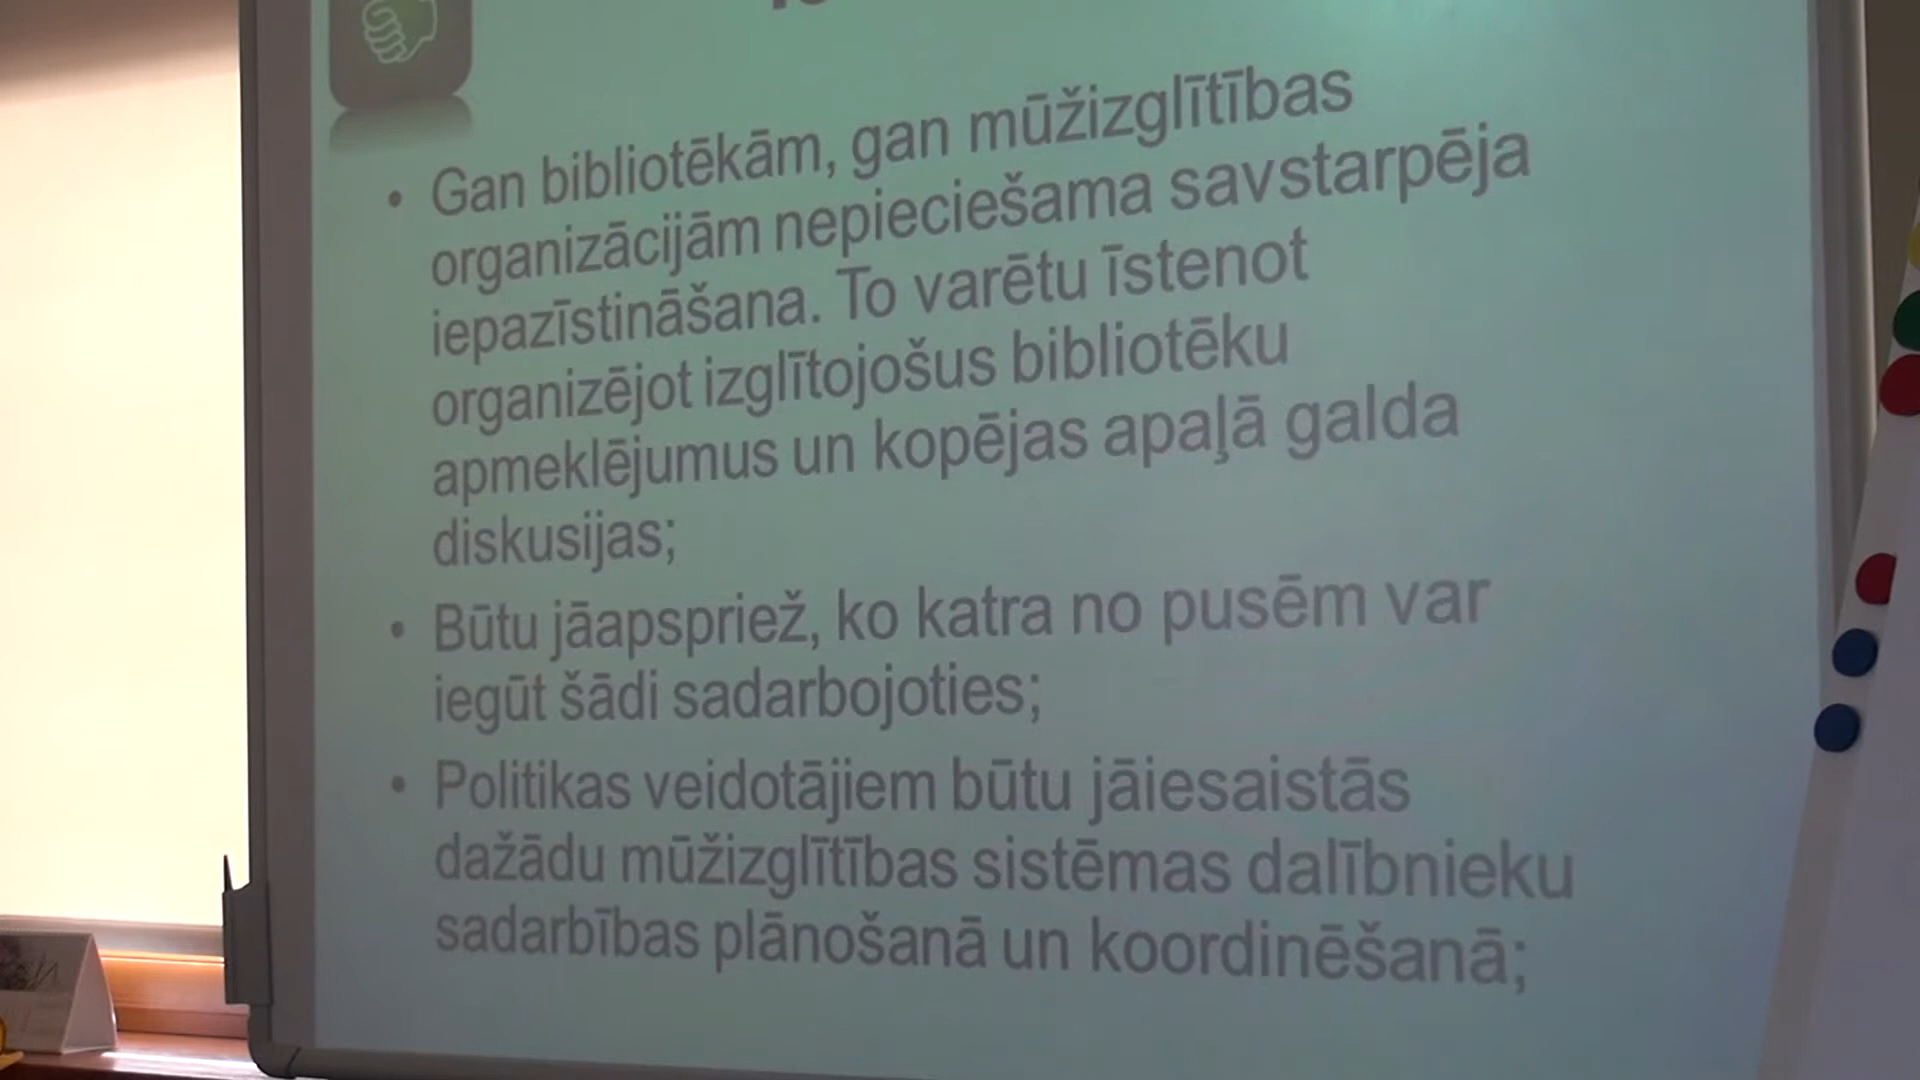 • Gan bibliotēkām, gan mūžizglītības
organizācijām nepieciešama savstarpēja
iepazīstināšana. To varētu īstenot
organizējot izglītojošus bibliotēku
apmeklējumus un kopējas apaļā galda
diskusijas;
• Būtu jāapspriež, ko katra no pusēm var
iegūt šādi sadarbojoties;
• Politikas veidotājiem būtu jāiesaistās
dažādu mūžizglītības sistēmas dalībnieku
sadarbības plānošanā un koordinēšanā;